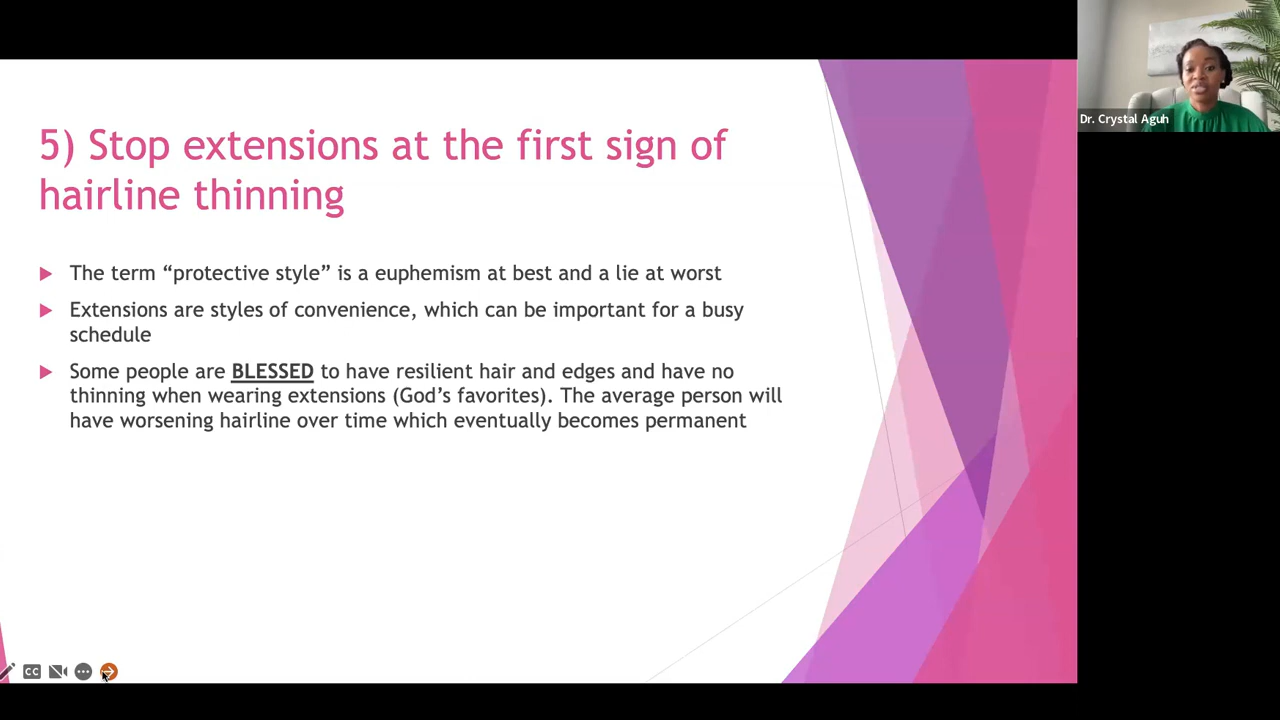 5) Stop extensions at the first sign of
hairline thinning
The term “protective style” is a euphemism at best and a lie at worst
Extensions are styles of convenience, which can be important for a busy
schedule
Some people are BLESSED to have resilient hair and edges and have no
thinning when wearing extensions (God’s favorites). The average person will
have worsening hairline over time which eventually becomes permanent
Dr. Crystal Aguh
CC